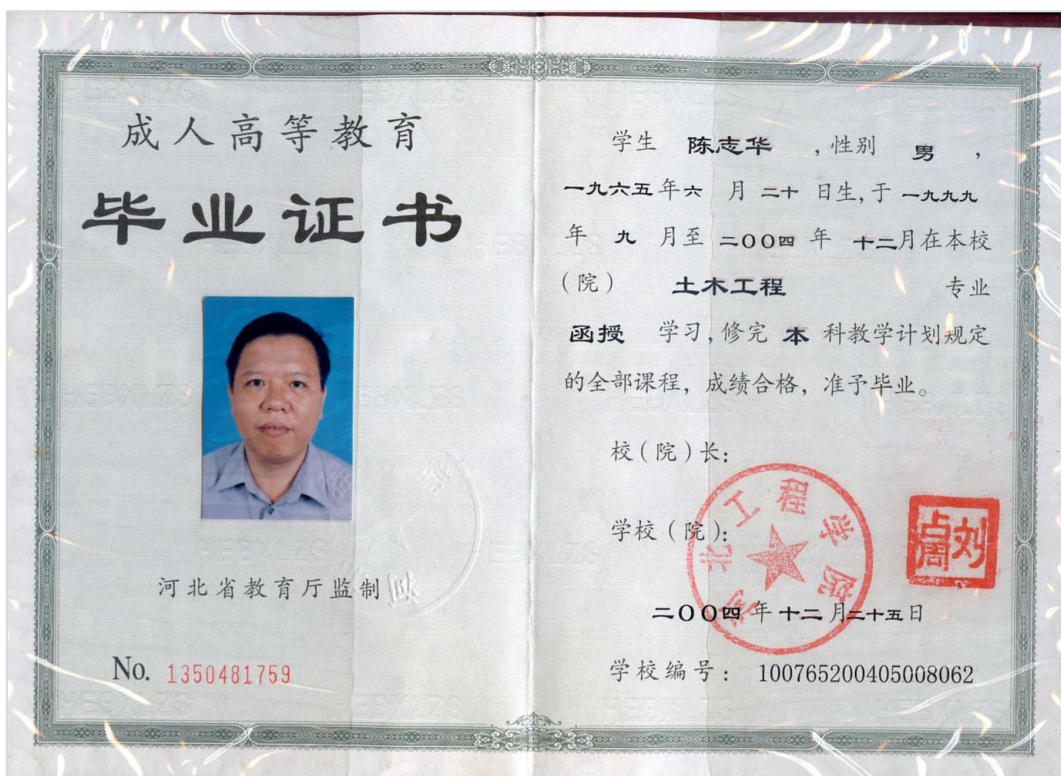 成人高等教育
毕业证书
河北省教育厅监制
No. 1350481759
学生 陈志华 ,性别 男 ,
一九六五年六 月 二十 日生,于 一九九九
年 九 月至 二〇〇四 年 十二月在本校
(院) 土木工程 专业
函授 学习,修完 本 科教学计划规定
的全部课程，成绩合格，准予毕业。
校(院)长:
学校(院):
河北工程学院
二〇〇四 年 十二 月二十五日
学校编号: 100765200405008062